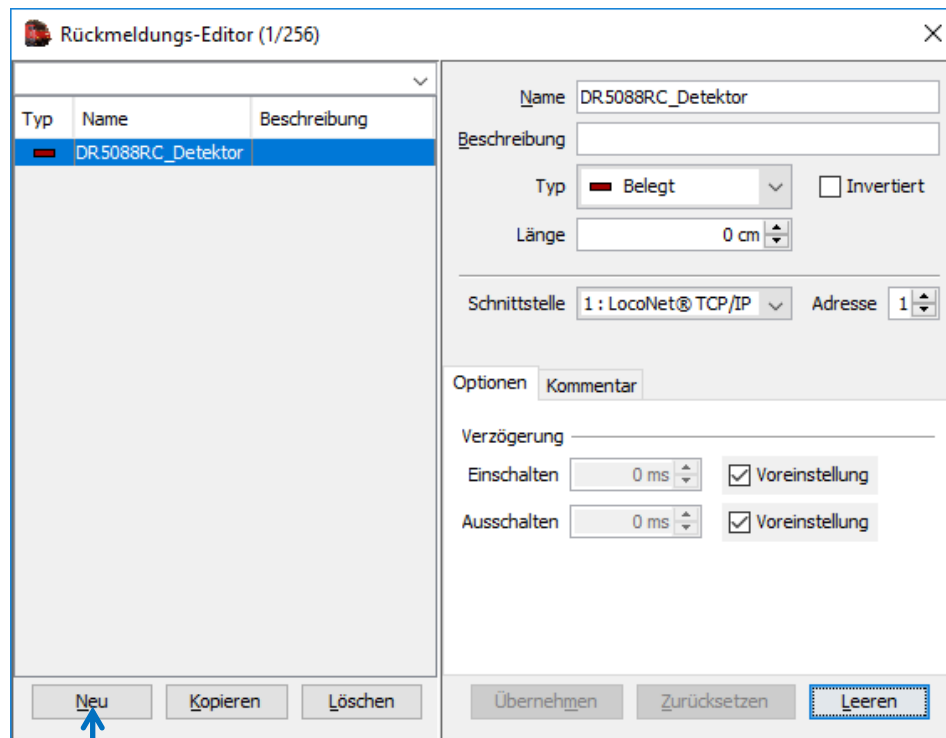 Rückmeldungs-Editor (1/256)
Typ Name Beschreibung
DR5088RC_Detektor
Name DR5088RC_Detektor
Beschreibung
Typ Belegt Invertiert
Länge 0 cm
Schnittstelle 1 : LocoNet® TCP/IP Adresse 1
Optionen Kommentar
Verzögerung
Einschalten 0 ms Voreinstellung
Ausschalten 0 ms Voreinstellung
Neu Kopieren Löschen Übernehmen Zurücksetzen Leeren